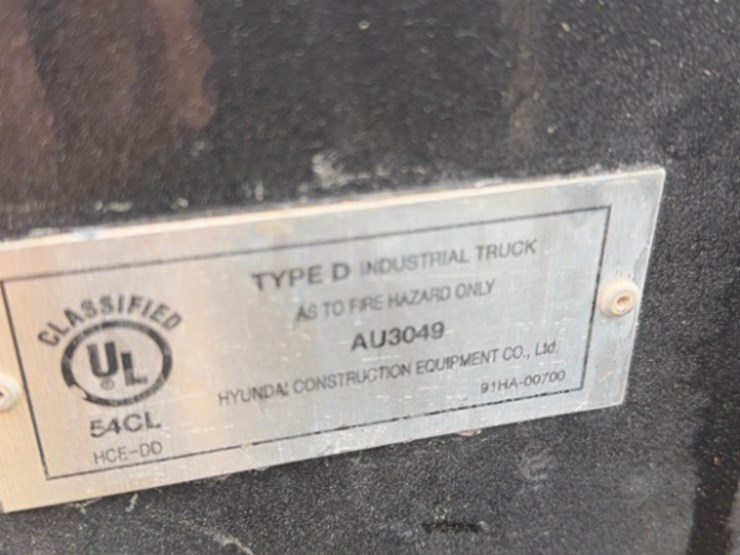 CLASSIFIED
UL
®
54CL
HCE-DD
TYPE D INDUSTRIAL TRUCK
AS TO FIRE HAZARD ONLY
AU3049
HYUNDAI CONSTRUCTION EQUIPMENT CO., Ltd.
91HA-00700